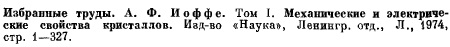 Избранные труды. А. Ф. Иоффе. Том I. Механические и электриче-
ские свойства кристаллов. Изд-во «Наука», Ленингр. отд., Л., 1974,
стр. 1—327.